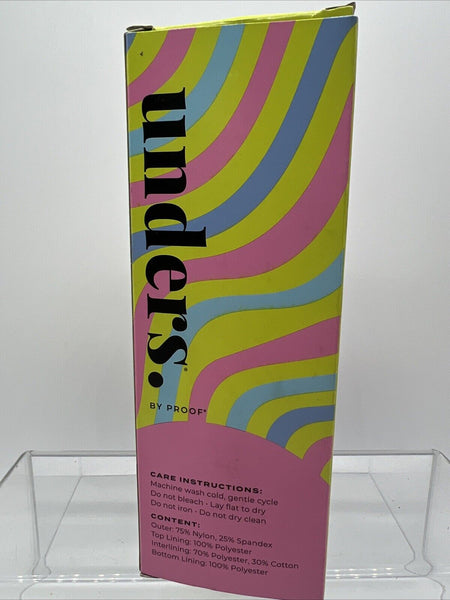 unders.®
BY PROOF®
CARE INSTRUCTIONS:
Machine wash cold, gentle cycle
Do not bleach • Lay flat to dry
Do not iron • Do not dry clean
CONTENT:
Outer: 75% Nylon, 25% Spandex
Top Lining: 100% Polyester
Interlining: 70% Polyester, 30% Cotton
Bottom Lining: 100% Polyester